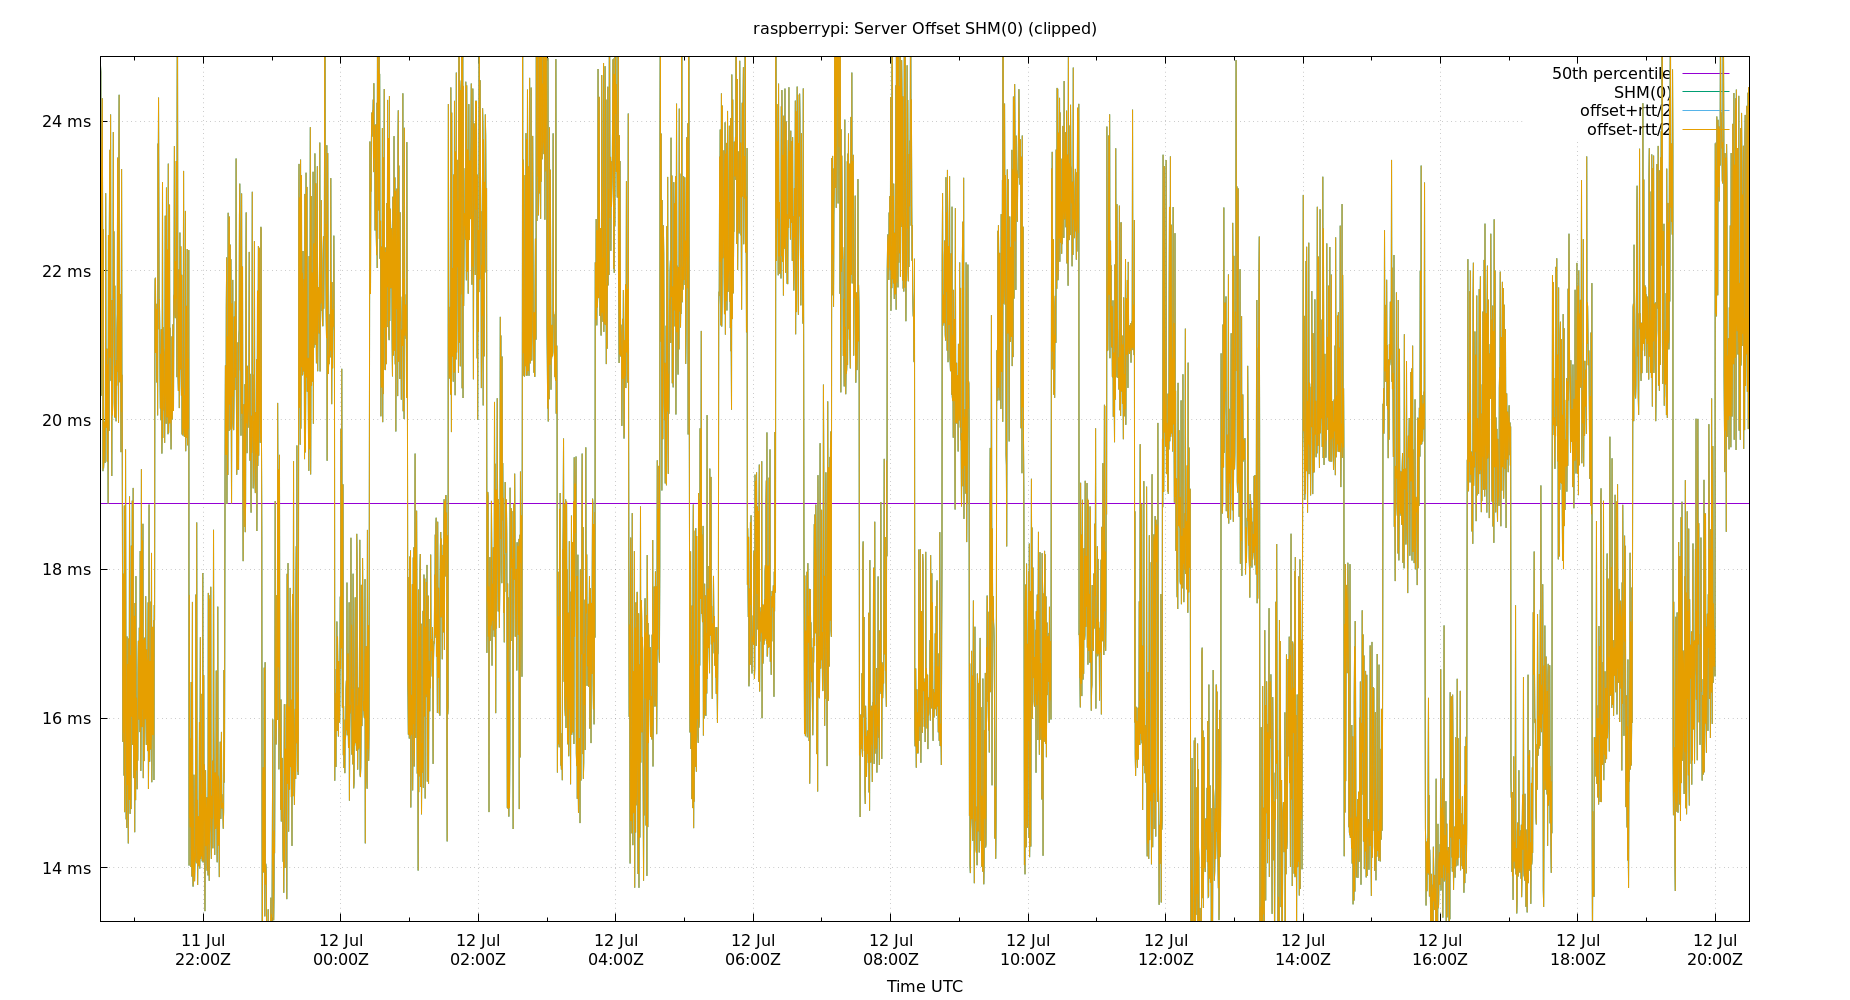 raspberrypi: Server Offset SHM(0) (clipped)
50th percentile
SHM(0)
offset+rtt/2
offset-rtt/2
24 ms
22 ms
20 ms
18 ms
16 ms
14 ms
11 Jul 12 Jul 12 Jul 12 Jul 12 Jul 12 Jul 12 Jul 12 Jul 12 Jul 12 Jul 12 Jul 12 Jul
22:00Z 00:00Z 02:00Z 04:00Z 06:00Z 08:00Z 10:00Z 12:00Z 14:00Z 16:00Z 18:00Z 20:00Z
Time UTC